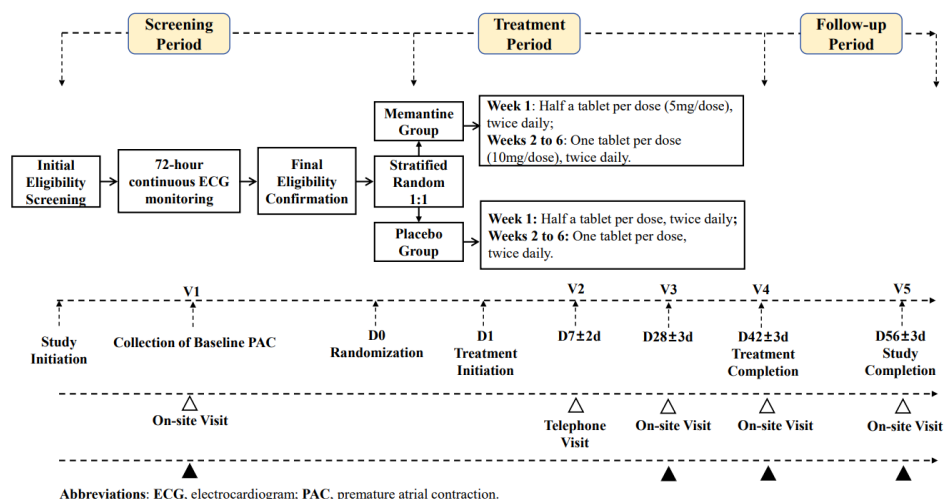 Screening
Period
Treatment
Period
Follow-up
Period
Initial
Eligibility
Screening
72-hour
continuous ECG
monitoring
Final
Eligibility
Confirmation
Memantine
Group
Stratified
Random
1:1
Placebo
Group
Week 1: Half a tablet per dose (5mg/dose),
twice daily;
Weeks 2 to 6: One tablet per dose
(10mg/dose), twice daily.
Week 1: Half a tablet per dose, twice daily;
Weeks 2 to 6: One tablet per dose,
twice daily.
V1
V2
V3
V4
V5
Study
Initiation
Collection of Baseline PAC
D0
Randomization
D1
Treatment
Initiation
D7±2d
D28±3d
D42±3d
Treatment
Completion
D56±3d
Study
Completion
On-site Visit
Telephone
Visit
On-site Visit
On-site Visit
On-site Visit
Abbreviations: ECG, electrocardiogram; PAC, premature atrial contraction.